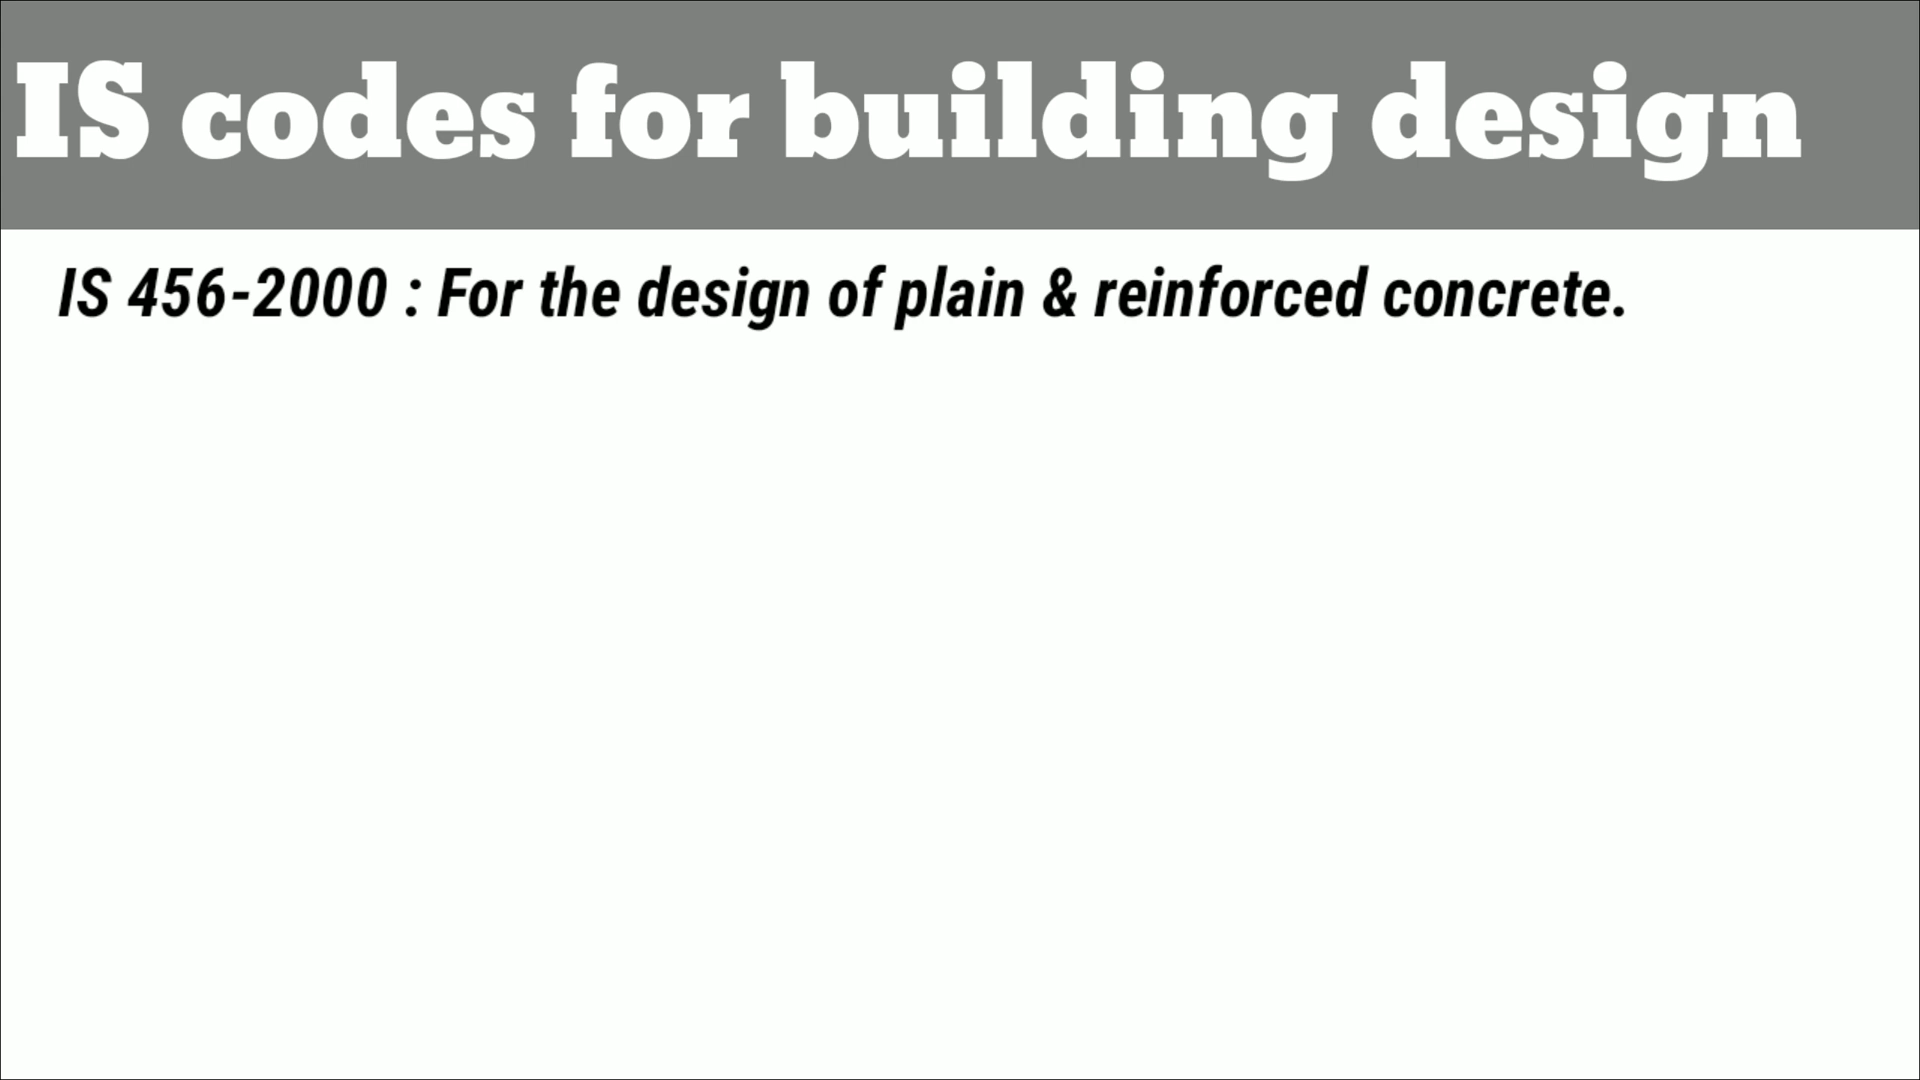 IS codes for building design
IS 456-2000 : For the design of plain & reinforced concrete.